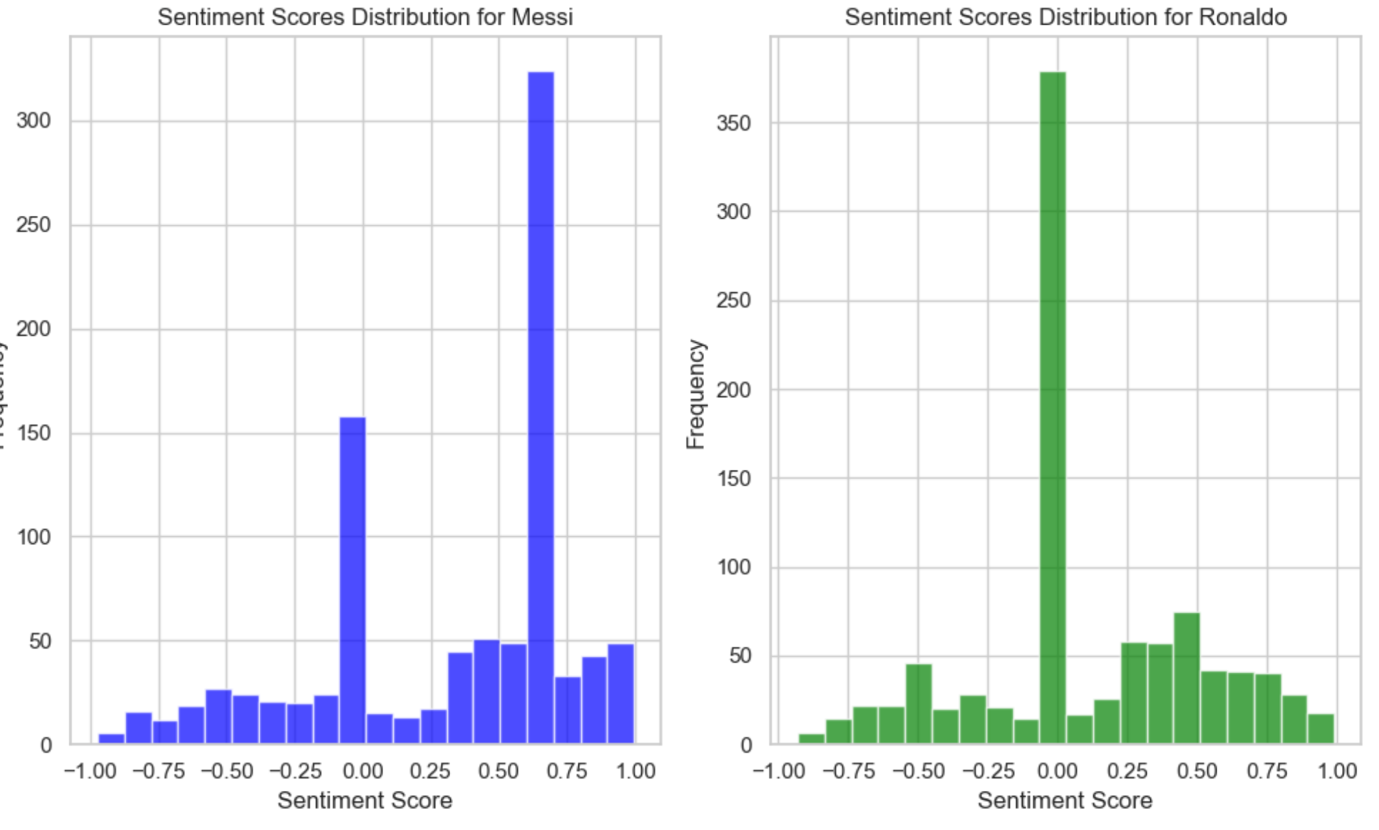 Sentiment Scores Distribution for Messi
300
250
200
150
100
50
0
−1.00 −0.75 −0.50 −0.25 0.00 0.25 0.50 0.75 1.00
Sentiment Score
Sentiment Scores Distribution for Ronaldo
Frequency
350
300
250
200
150
100
50
0
−1.00 −0.75 −0.50 −0.25 0.00 0.25 0.50 0.75 1.00
Sentiment Score